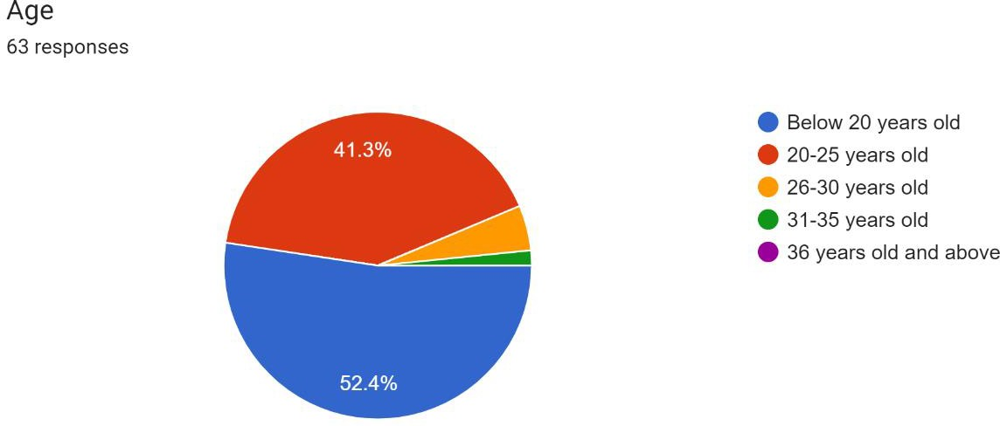 Age
63 responses
41.3%
52.4%
Below 20 years old
20-25 years old
26-30 years old
31-35 years old
36 years old and above